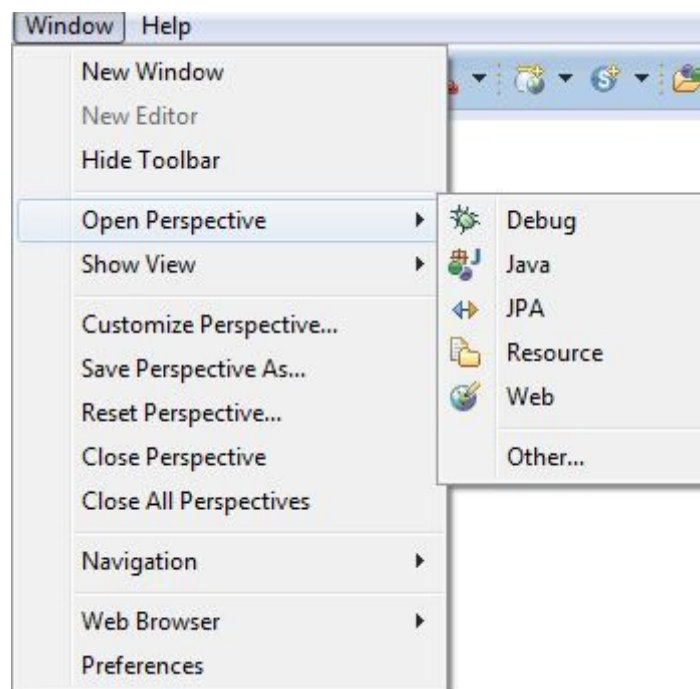 Window Help
New Window
New Editor
Hide Toolbar
Open Perspective
Show View
Customize Perspective...
Save Perspective As...
Reset Perspective...
Close Perspective
Close All Perspectives
Navigation
Web Browser
Preferences
Debug
Java
JPA
Resource
Web
Other...